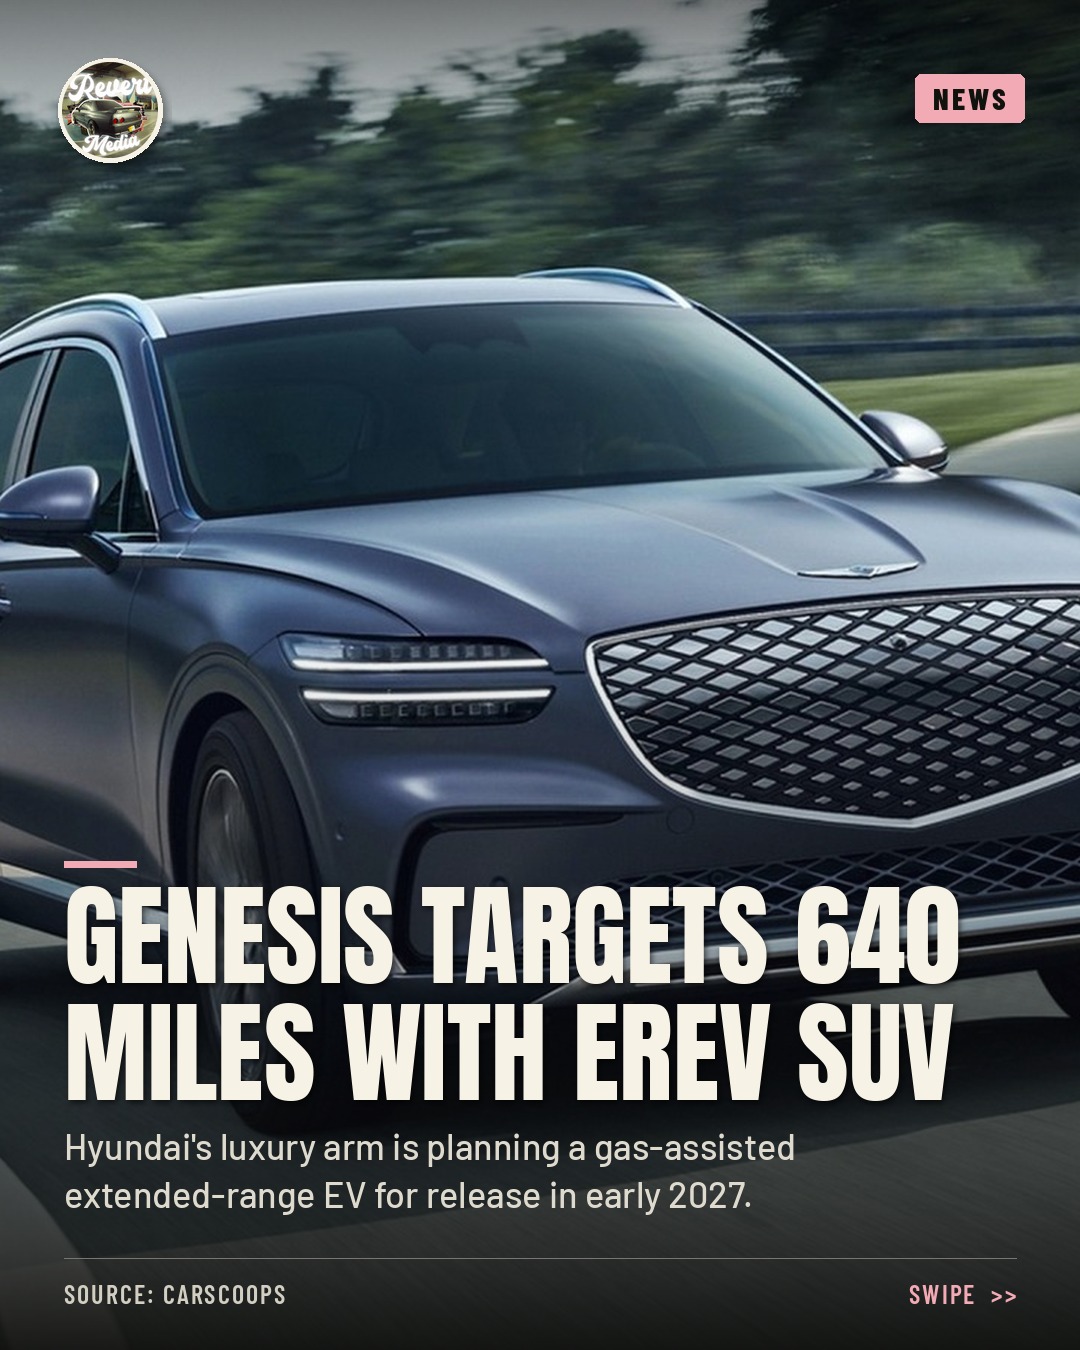 Revert
Media
NEWS
GENESIS TARGETS 640
MILES WITH EREV SUV
Hyundai's luxury arm is planning a gas-assisted
extended-range EV for release in early 2027.
SOURCE: CARSCOOPS
SWIPE >>